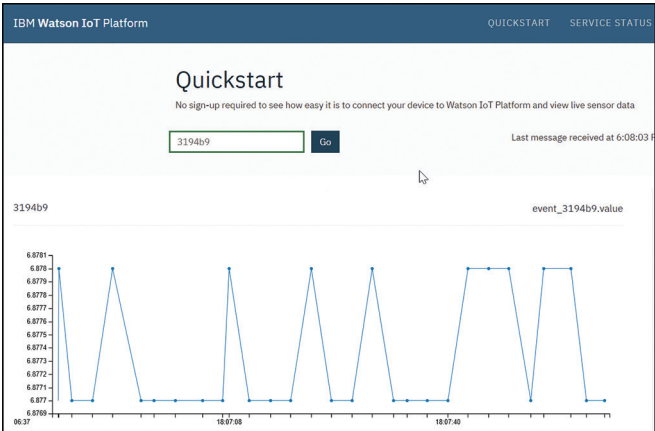 IBM Watson IoT Platform
QUICKSTART SERVICE STATUS
Quickstart
No sign-up required to see how easy it is to connect your device to Watson IoT Platform and view live sensor data
3194b9 Go
Last message received at 6:08:03 P
3194b9
event_3194b9.value
6.8781
6.878
6.8779
6.8778
6.8777
6.8776
6.8775
6.8774
6.8773
6.8772
6.8771
6.877
6.8769
06:37 18:07:08 18:07:40